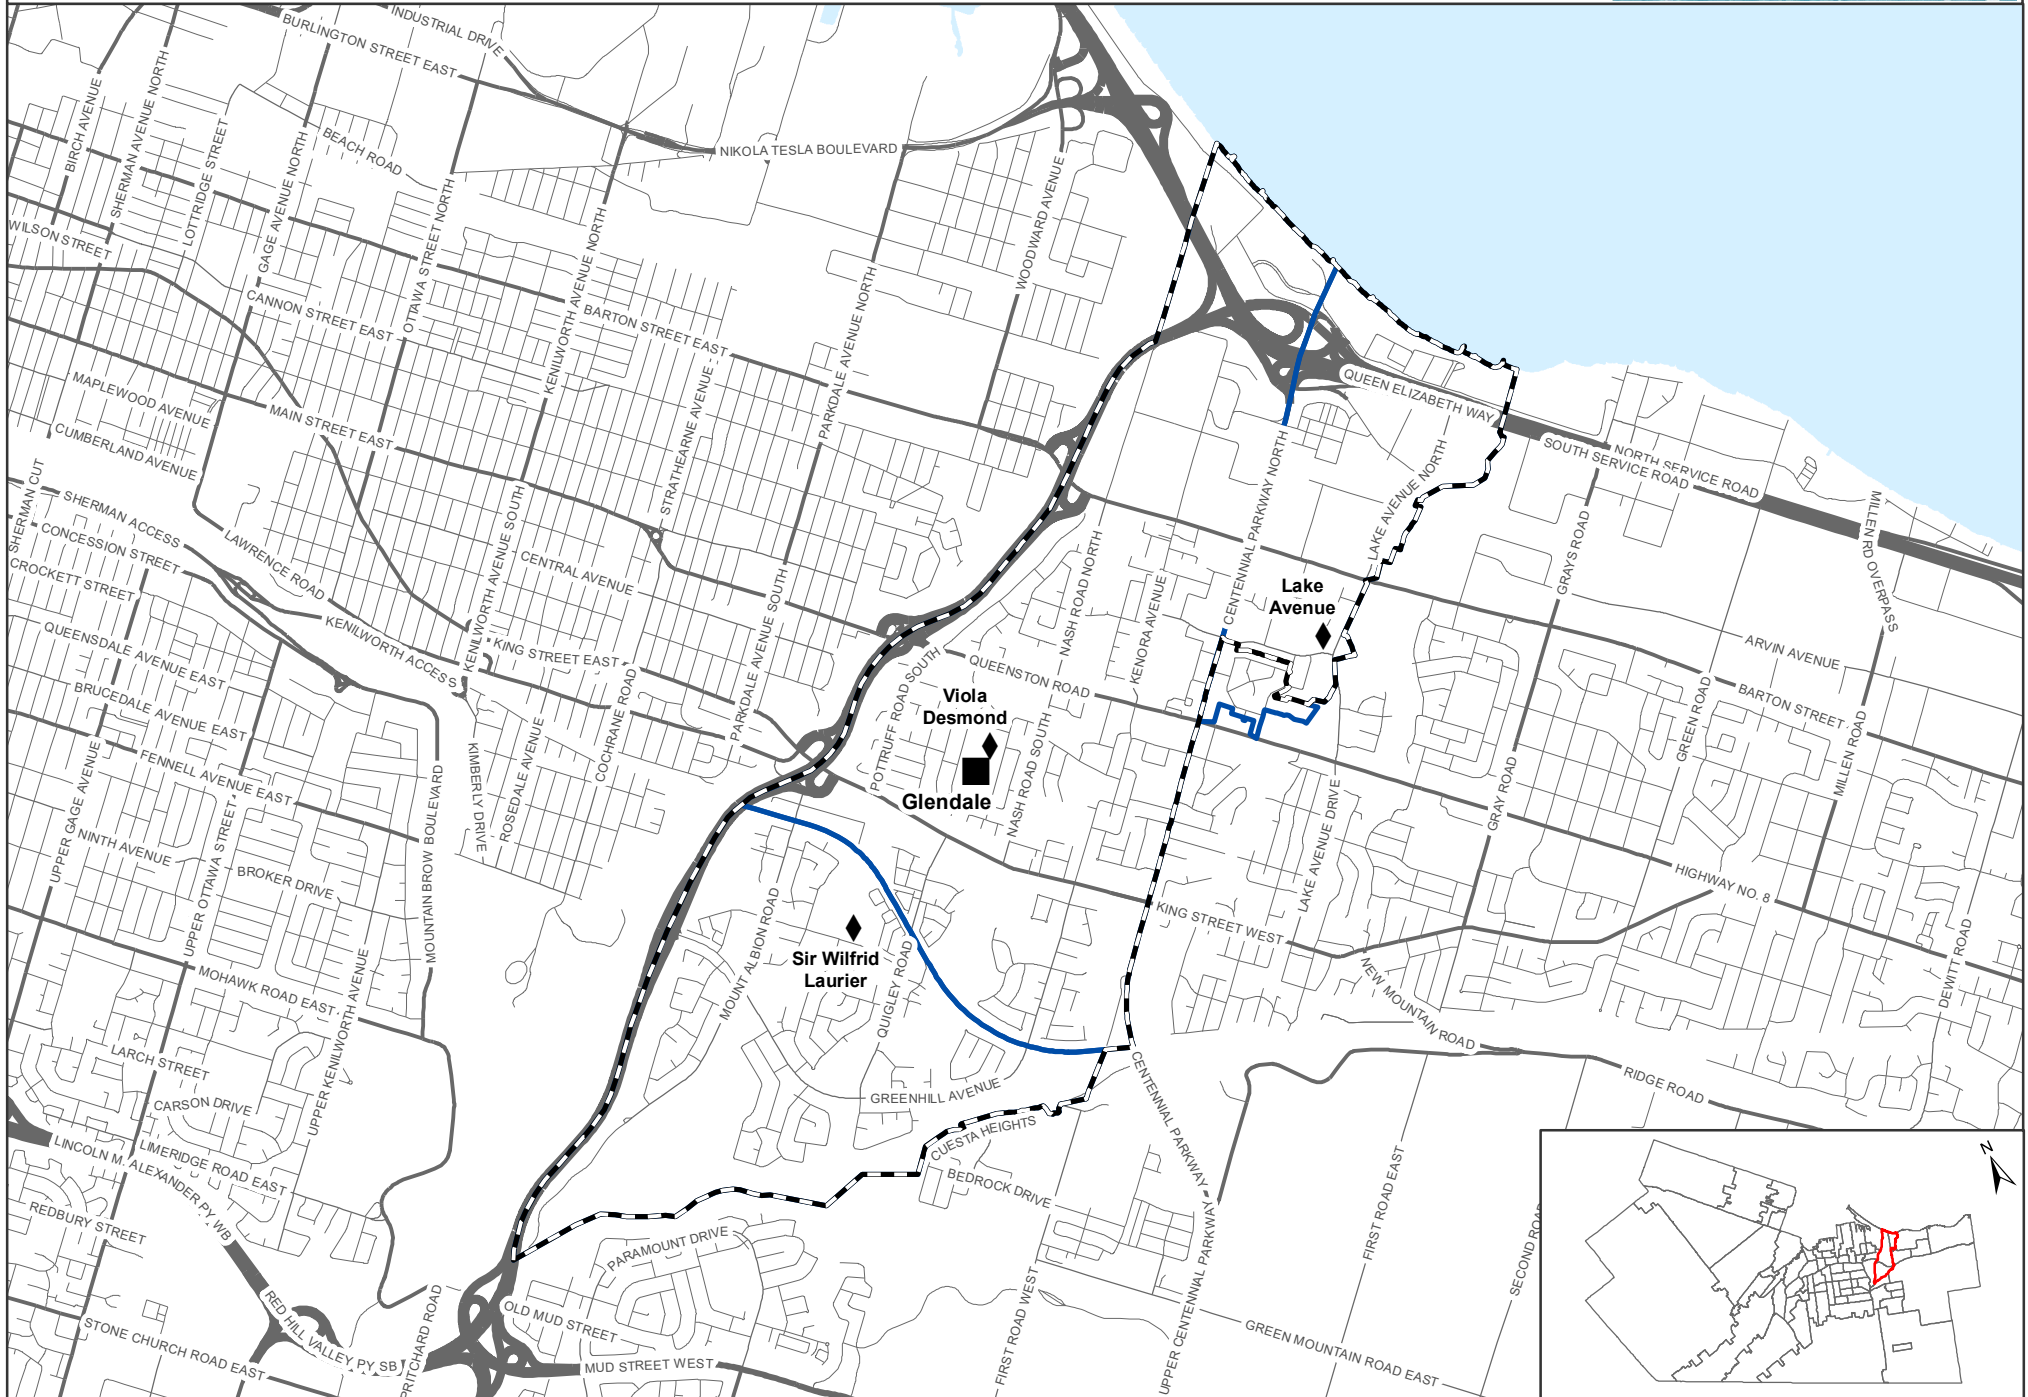 INDUSTRIAL DRIVE
BURLINGTON STREET EAST
BIRCH AVENUE
SHERMAN AVENUE NORTH
LOTTRIDGE STREET
BEACH ROAD
GAGE AVENUE NORTH
OTTAWA STREET NORTH
NIKOLA TESLA BOULEVARD
KENILWORTH AVENUE NORTH
WOODWARD AVENUE
WILSON STREET
CANNON STREET EAST
BARTON STREET EAST
PARKDALE AVENUE NORTH
STRATHEARNE AVENUE
QUEEN ELIZABETH WAY
SOUTH SERVICE ROAD
NORTH SERVICE ROAD
MAPLEWOOD AVENUE
MAIN STREET EAST
CUMBERLAND AVENUE
SHERMAN CUT
SHERMAN ACCESS
CONCESSION STREET
CROCKETT STREET
LAWRENCE ROAD
KENILWORTH AVENUE SOUTH
CENTRAL AVENUE
CENTENNIAL PARKWAY NORTH
LAKE AVENUE NORTH
GRAYS ROAD
MILLEN RD OVERPASS
NASH ROAD NORTH
KENORA AVENUE
Lake
Avenue
PARKDALE AVENUE SOUTH
KENILWORTH ACCESS
KING STREET EAST
POTTRUFF ROAD SOUTH
QUEENSTON ROAD
ARVIN AVENUE
BARTON STREET
QUEENSDALE AVENUE EAST
BRUCEDALE AVENUE EAST
FENNELL AVENUE EAST
COCHRANE ROAD
Viola
Desmond
Glendale
NASH ROAD SOUTH
GREEN ROAD
MILLEN ROAD
GRAY ROAD
LAKE AVENUE DRIVE
UPPER GAGE AVENUE
NINTH AVENUE
UPPER OTTAWA STREET
BROKER DRIVE
MOUNTAIN BROW BOULEVARD
KIMBERLY DRIVE
ROSEDALE AVENUE
HIGHWAY NO. 8
KING STREET WEST
MOUNT ALBION ROAD
Sir Wilfrid
Laurier
QUIGLEY ROAD
NEW MOUNTAIN ROAD
DEWITT ROAD
MOHAWK ROAD EAST
UPPER KENILWORTH AVENUE
LARCH STREET
CARSON DRIVE
GREENHILL AVENUE
CUESTA HEIGHTS
BEDROCK DRIVE
CENTENNIAL PARKWAY
RIDGE ROAD
LIMERIDGE ROAD EAST
LINCOLN M. ALEXANDER PY WB
REDBURY STREET
PARAMOUNT DRIVE
FIRST ROAD EAST
SECOND ROAD
RED HILL VALLEY PY SB
PRITCHARD ROAD
OLD MUD STREET
STONE CHURCH ROAD EAST
MUD STREET WEST
FIRST ROAD WEST
UPPER CENTENNIAL PARKWAY
GREEN MOUNTAIN ROAD EAST
N